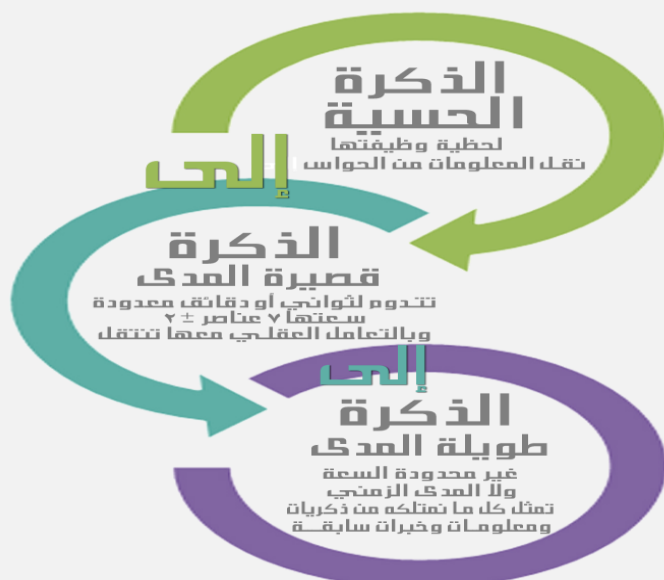 الذكرة
الحسية
لحظية وظيفتها
نقل المعلومات من الحواس
إلى
الذكرة
قصيرة المدى
تتدوم لثواني أو دقائق معدودة
سعتها ٧ عناصر ± ٢
وبالتعامل العقلي معها تنتقل
إلى
الذكرة
طويلة المدى
غير محدودة السعة
ولا المدى الزمني
تمثل كل ما نمتلكه من ذكريات
ومعلومات وخبرات سابقة